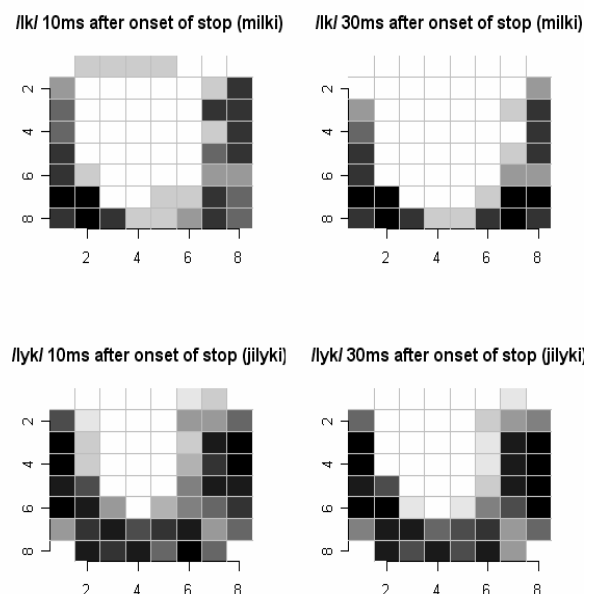 /lk/ 10ms after onset of stop (milki)
/lk/ 30ms after onset of stop (milki)
2
4
6
8
2 4 6 8
2
4
6
8
2 4 6 8
/lyk/ 10ms after onset of stop (jilyki)
/lyk/ 30ms after onset of stop (jilyki)
2
4
6
8
2 4 6 8
2
4
6
8
2 4 6 8